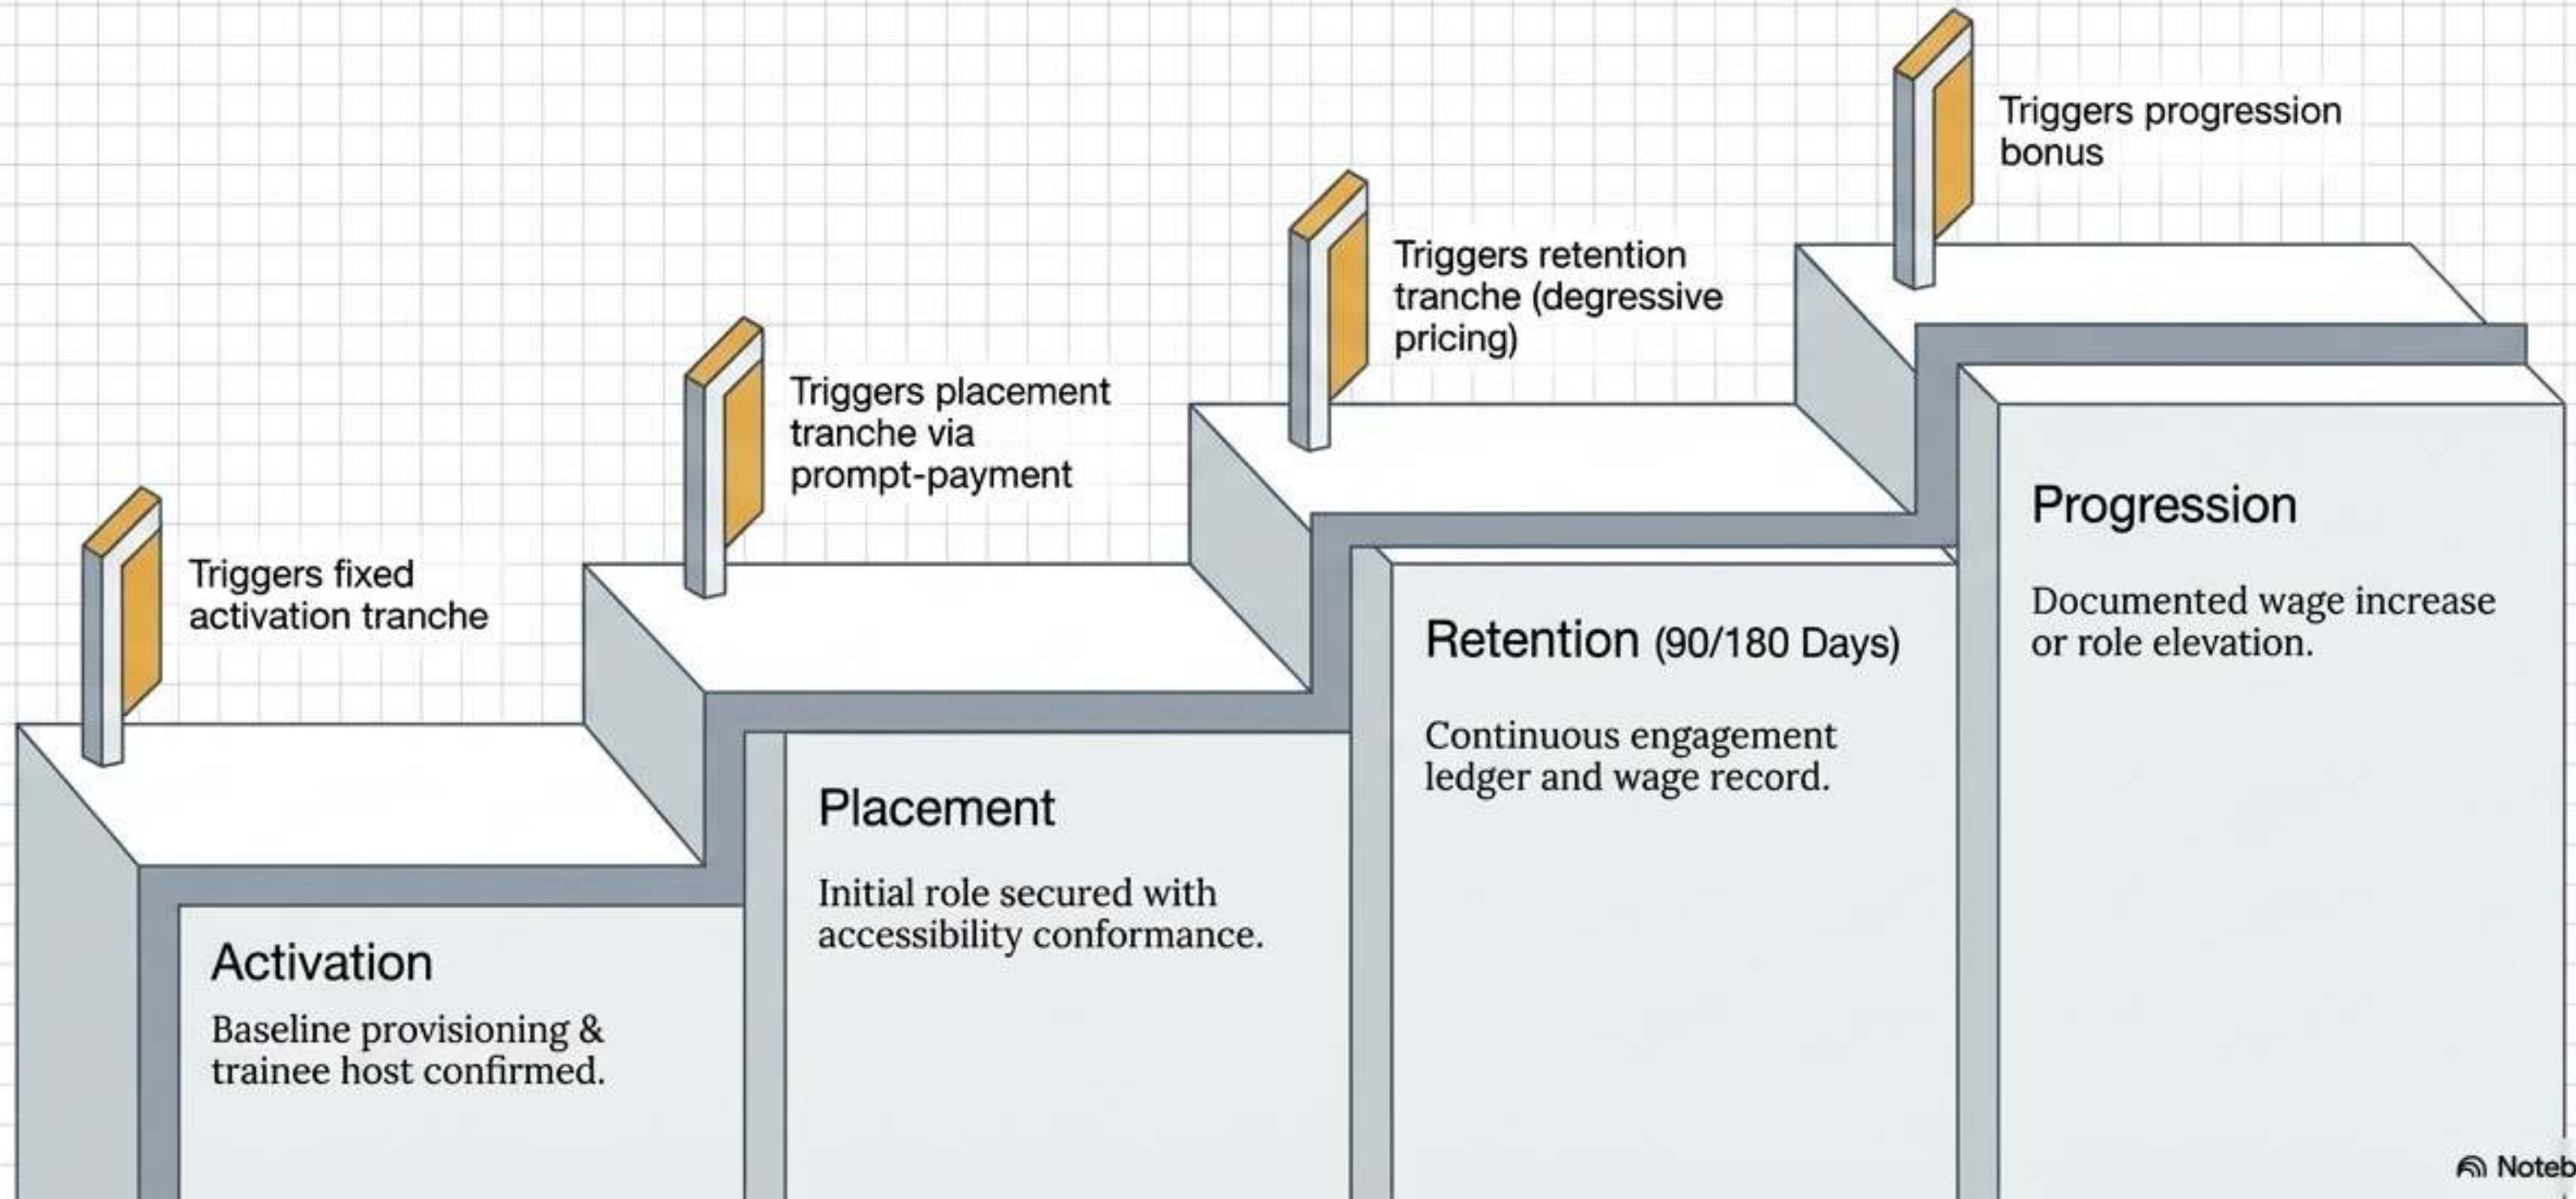 Triggers fixed
activation tranche
Activation
Baseline provisioning &
trainee host confirmed.
Triggers placement
tranche via
prompt-payment
Placement
Initial role secured with
accessibility conformance.
Triggers retention
tranche (degressive
pricing)
Retention (90/180 Days)
Continuous engagement
ledger and wage record.
Triggers progression
bonus
Progression
Documented wage increase
or role elevation.
Noteb